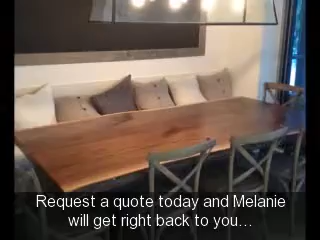 Request a quote today and Melanie
will get right back to you...